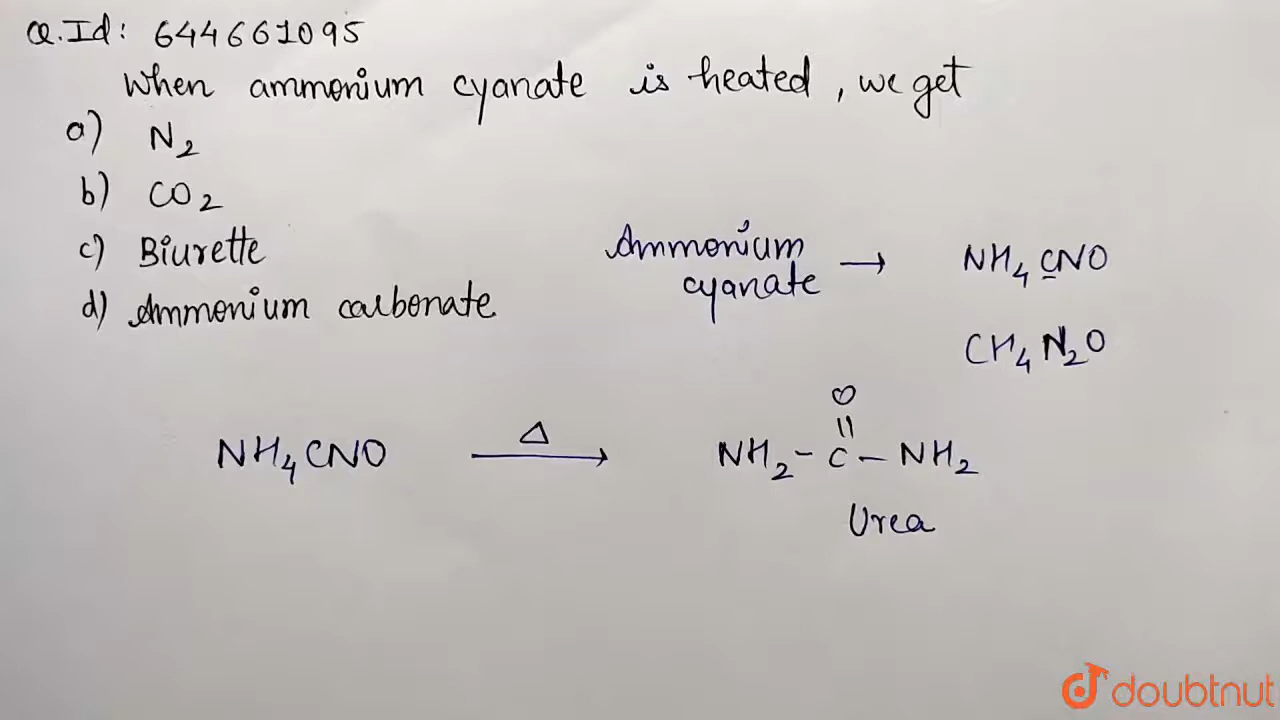 Q.Id: 644661095
When ammonium cyanate is heated, we get
a) N2
b) CO2
c) Biurette
d) Ammonium carbonate
Ammonium cyanate → NH4CNO
CH4N2O
NH4CNO —Δ→ NH2-C-NH2
O
||
Urea
doubtnut